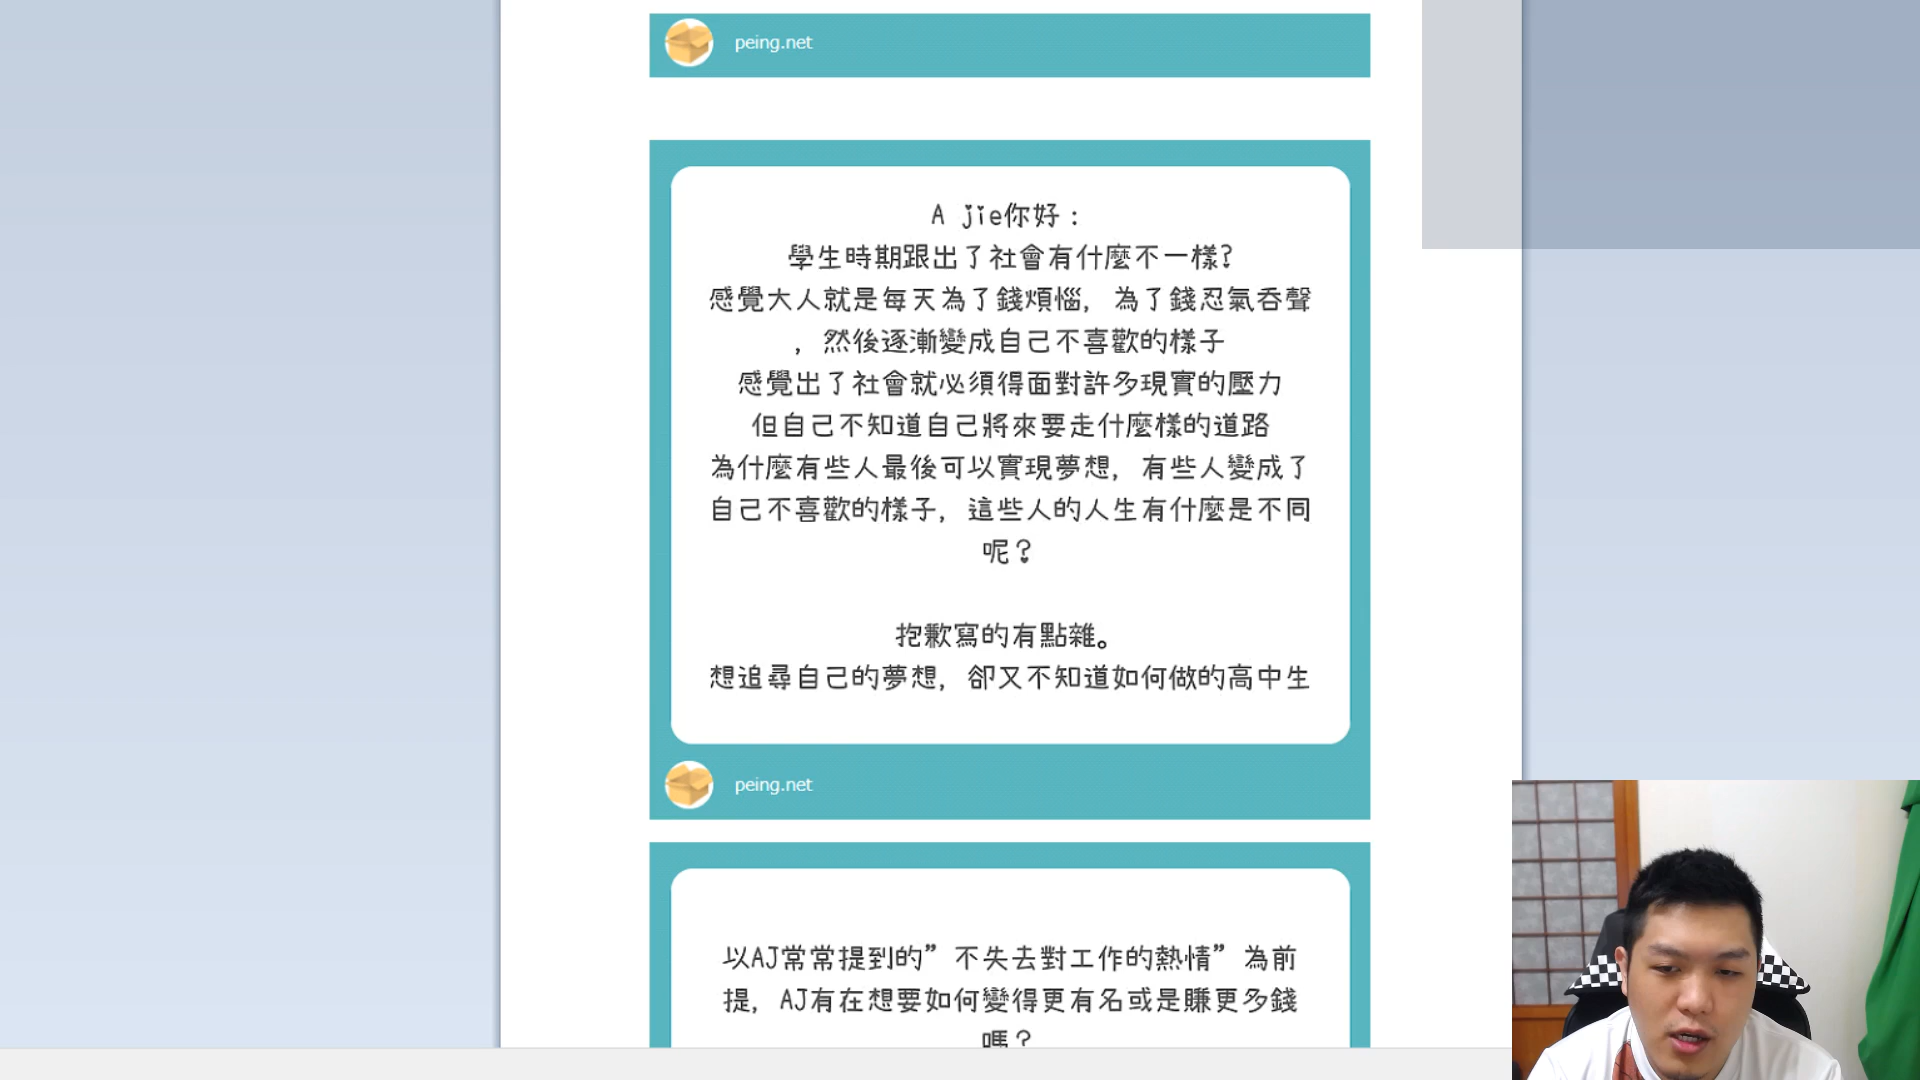 peing.net
A jie你好：
學生時期跟出了社會有什麼不一樣?
感覺大人就是每天為了錢煩惱，為了錢忍氣吞聲
，然後逐漸變成自己不喜歡的樣子
感覺出了社會就必須得面對許多現實的壓力
但自己不知道自己將來要走什麼樣的道路
為什麼有些人最後可以實現夢想，有些人變成了
自己不喜歡的樣子，這些人的人生有什麼是不同
呢？
抱歉寫的有點雜。
想追尋自己的夢想，卻又不知道如何做的高中生
peing.net
以AJ常常提到的”不失去對工作的熱情”為前
提，AJ有在想要如何變得更有名或是賺更多錢
嗎？